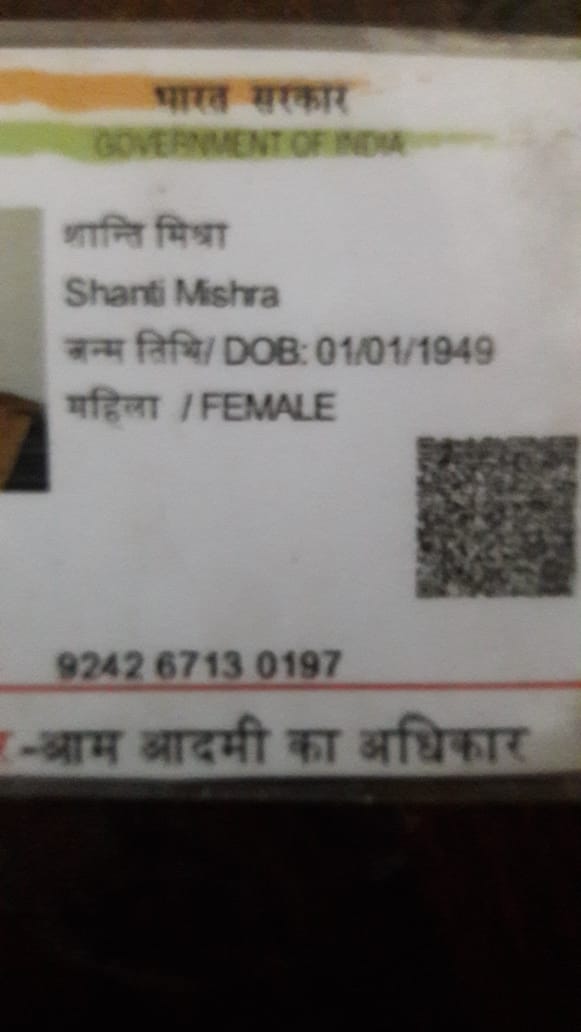 भारत सरकार
GOVERNMENT OF INDIA
शान्ति मिश्रा
Shanti Mishra
जन्म तिथि/ DOB: 01/01/1949
महिला / FEMALE
9242 6713 0197
-आम आदमी का अधिकार